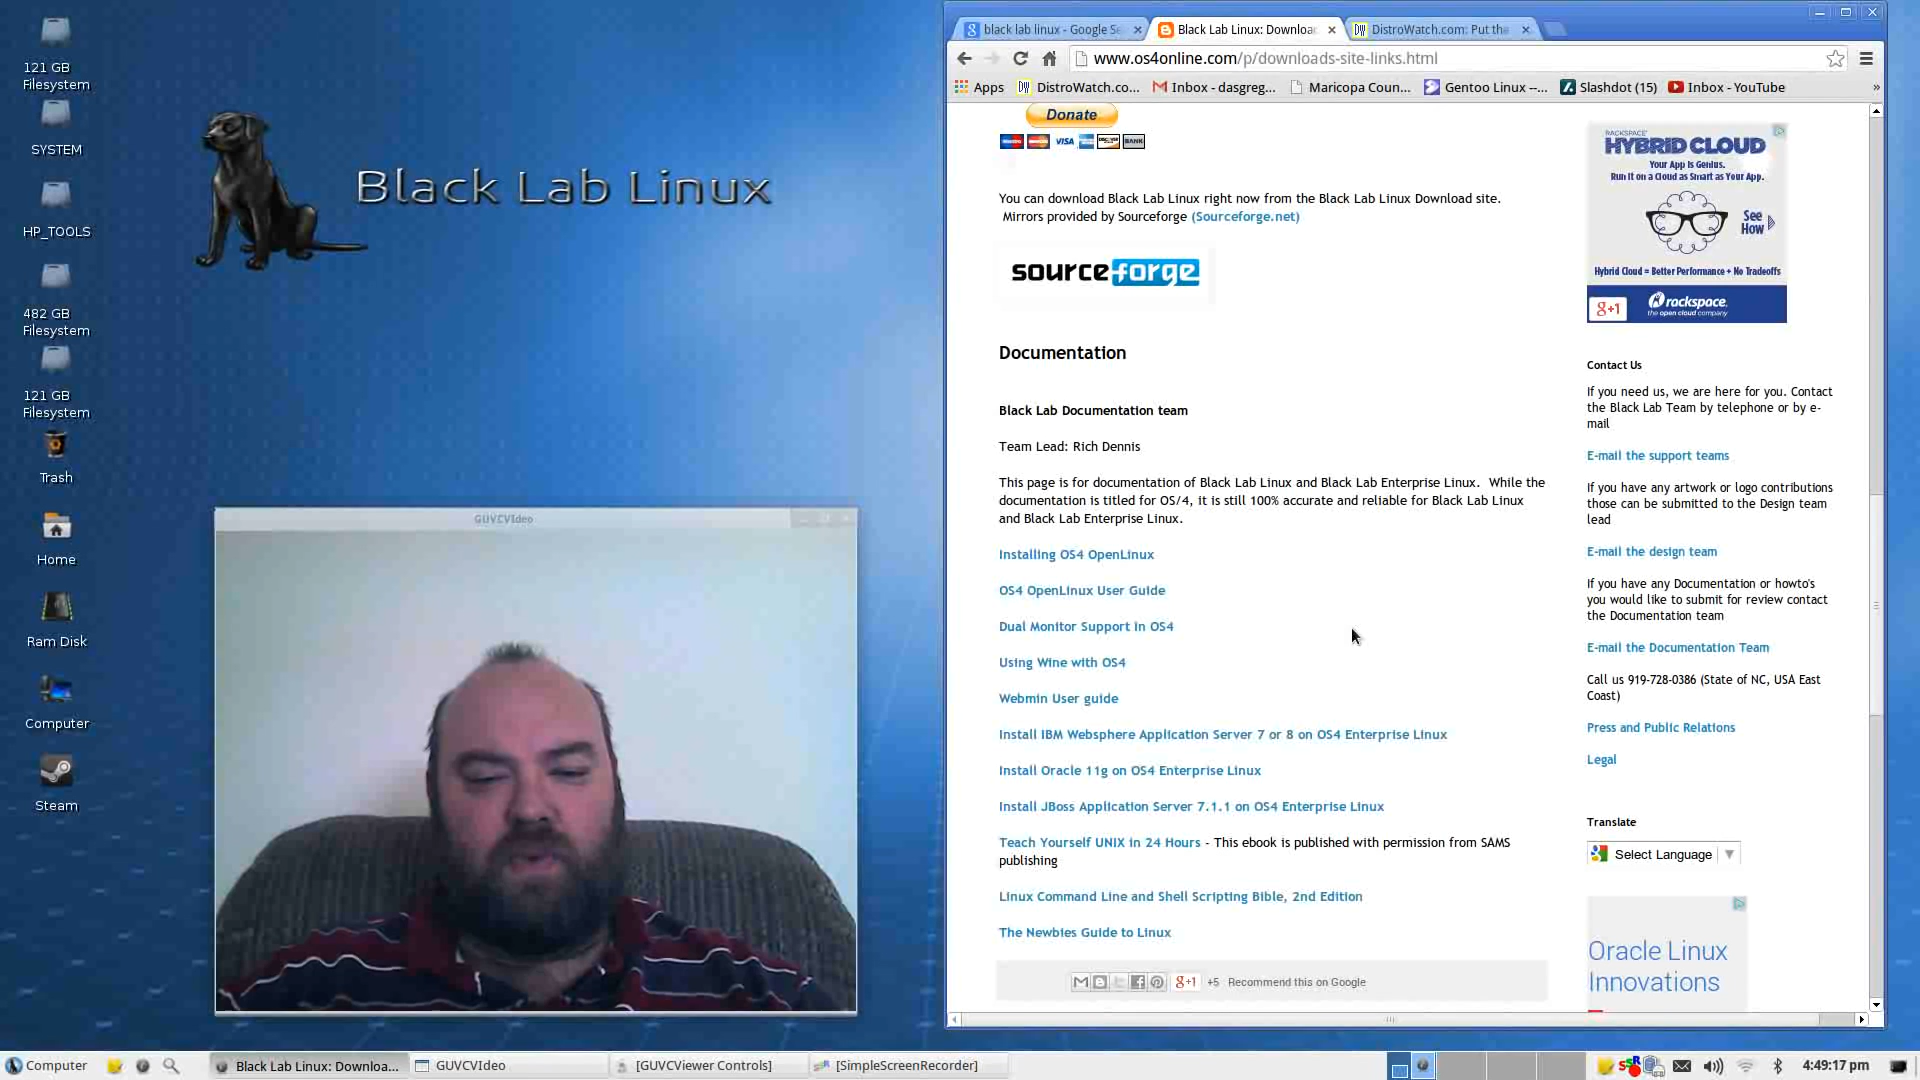 121 GB
Filesystem
SYSTEM
HP_TOOLS
482 GB
Filesystem
121 GB
Filesystem
Trash
Home
Ram Disk
Computer
Steam
Black Lab Linux
GUVCVIdeo
black lab linux - Google Se
Black Lab Linux: Downloa
DistroWatch.com: Put the
www.os4online.com/p/downloads-site-links.html
Apps
DistroWatch.co...
Inbox - dasgreg...
Maricopa Coun...
Gentoo Linux --...
Slashdot (15)
Inbox - YouTube
»
Donate
VISA
BANK
You can download Black Lab Linux right now from the Black Lab Linux Download site.
Mirrors provided by Sourceforge (Sourceforge.net)
sourceforge
Documentation
Black Lab Documentation team
Team Lead: Rich Dennis
This page is for documentation of Black Lab Linux and Black Lab Enterprise Linux.  While the
documentation is titled for OS/4, it is still 100% accurate and reliable for Black Lab Linux
and Black Lab Enterprise Linux.
Installing OS4 OpenLinux
OS4 OpenLinux User Guide
Dual Monitor Support in OS4
Using Wine with OS4
Webmin User guide
Install IBM Websphere Application Server 7 or 8 on OS4 Enterprise Linux
Install Oracle 11g on OS4 Enterprise Linux
Install JBoss Application Server 7.1.1 on OS4 Enterprise Linux
Teach Yourself UNIX in 24 Hours - This ebook is published with permission from SAMS
publishing
Linux Command Line and Shell Scripting Bible, 2nd Edition
The Newbies Guide to Linux
g+1 +5 Recommend this on Google
RACKSPACE®
HYBRID CLOUD
Your App is Genius.
Run it on a Cloud as Smart as Your App.
See
How
Hybrid Cloud = Better Performance + No Tradeoffs
g+1
rackspace.
the open cloud company
Contact Us
If you need us, we are here for you. Contact
the Black Lab Team by telephone or by e-
mail
E-mail the support teams
If you have any artwork or logo contributions
those can be submitted to the Design team
lead
E-mail the design team
If you have any Documentation or howto's
you would like to submit for review contact
the Documentation team
E-mail the Documentation Team
Call us 919-728-0386 (State of NC, USA East
Coast)
Press and Public Relations
Legal
Translate
Select Language
Oracle Linux
Innovations
Computer
Black Lab Linux: Downloa...
GUVCVIdeo
[GUVCViewer Controls]
[SimpleScreenRecorder]
4:49:17 pm